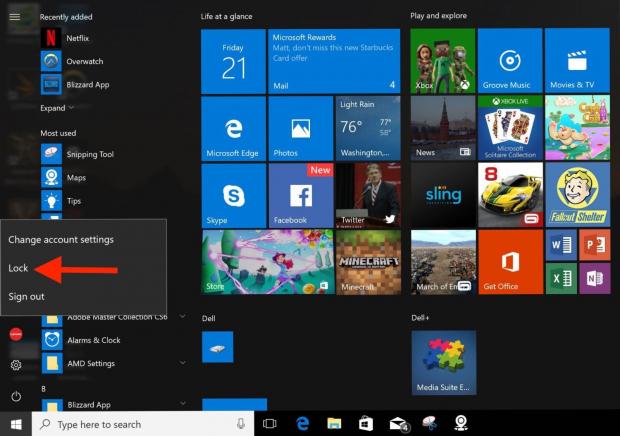 Recently added
Netflix
Overwatch
Blizzard App
Expand
Most used
Snipping Tool
Maps
Tips
Change account settings
Lock
Sign out
Adobe Master Collection CS6
Alarms & Clock
AMD Settings
B
Blizzard App
Type here to search
Life at a glance
Friday
21
Microsoft Rewards
Matt, don't miss this new Starbucks
Card offer
Mail 4
Microsoft Edge
Photos
Light Rain
76° 77°
58°
Washington,...
Skype
New
Facebook
Twitter
Store
MINECRAFT
Minecraft
Dell
Play and explore
Xbox
Groove Music
Movies & TV
News
XBOX LIVE
Microsoft
Solitaire Collection
sling
TELEVISION
8
Fallout Shelter
March of Em...
Get Office
W
P
X
N
Dell+
Media Suite E...
4